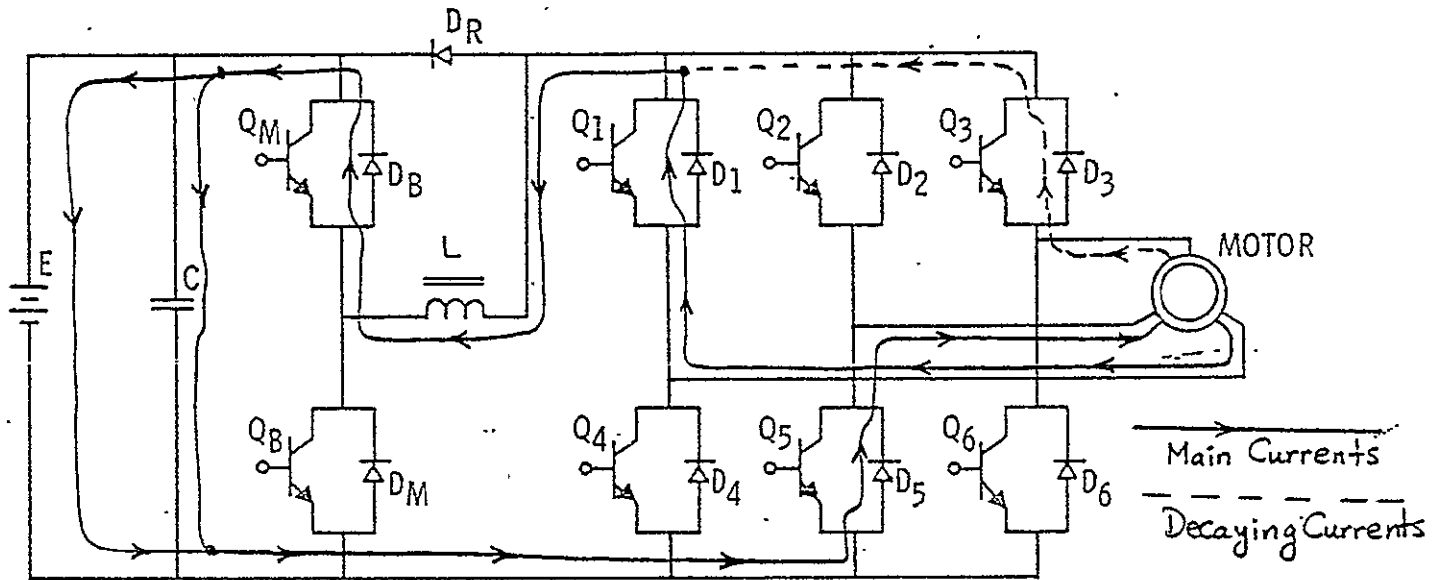 DR
QM
DB
Q1
D1
Q2
D2
Q3
D3
MOTOR
E
C
L
QB
DM
Q4
D4
Q5
D5
Q6
D6
Main Currents
Decaying Currents